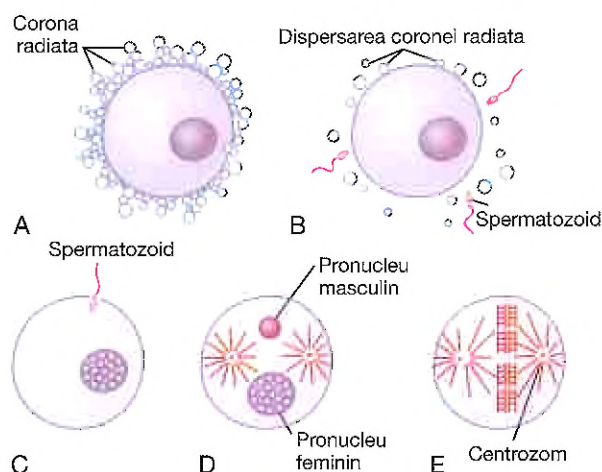 Corona
radiata
A
Dispersarea coronei radiata
Spermatozoid
B
Spermatozoid
C
Pronucleu
masculin
Pronucleu
feminin
D
Centrozom
E